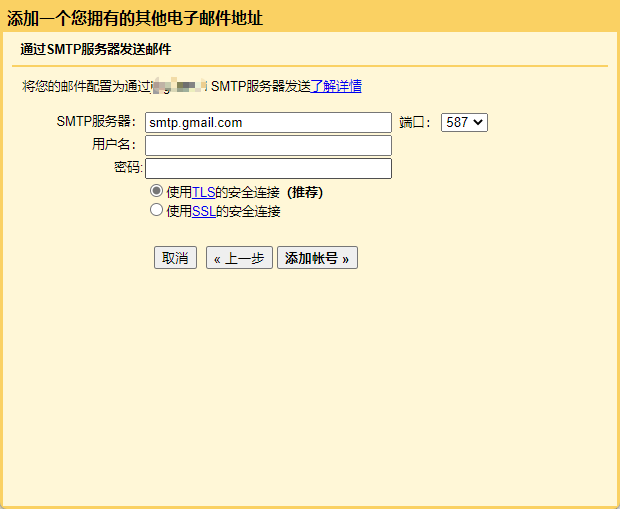 添加一个您拥有的其他电子邮件地址
通过SMTP服务器发送邮件
将您的邮件配置为通过 SMTP服务器发送了解详情
SMTP服务器： smtp.gmail.com 端口： 587
用户名：
密码:
使用TLS的安全连接（推荐）
使用SSL的安全连接
取消 « 上一步 添加帐号 »